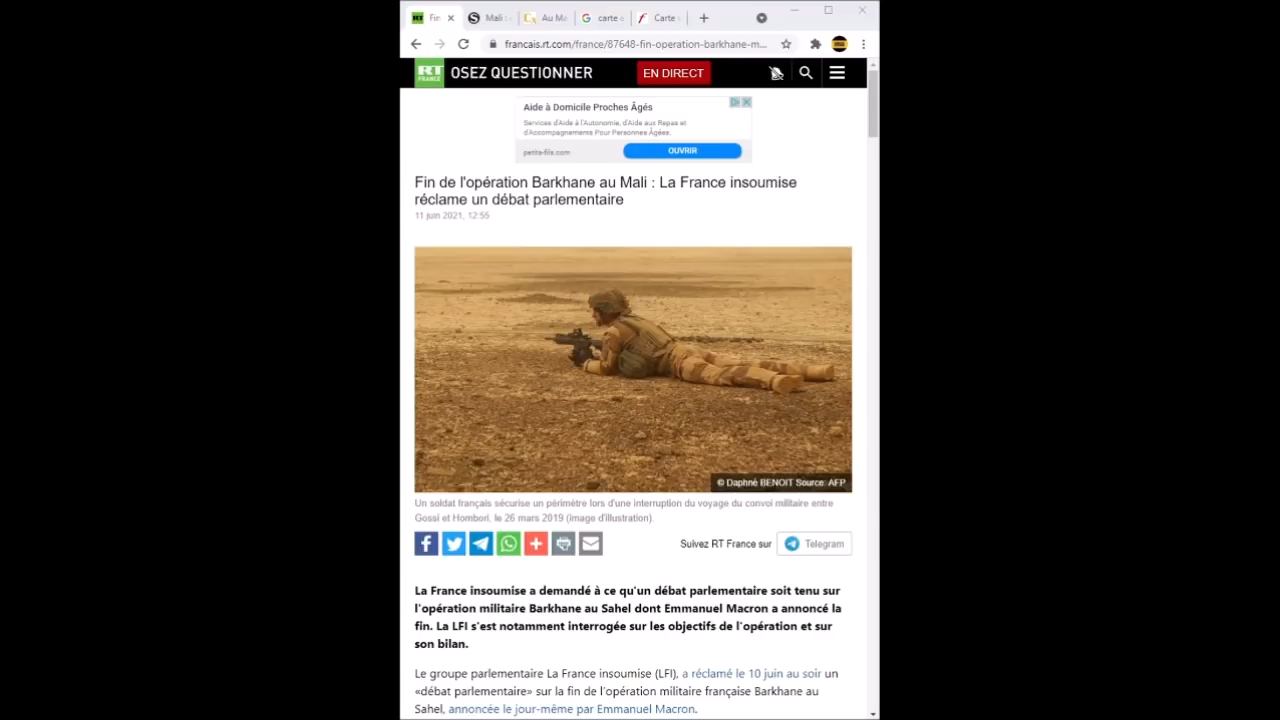 Fin
Mali :
Au Ma
carte
Carte
francais.rt.com/france/87648-fin-operation-barkhane-m...
RT
FRANCE
OSEZ QUESTIONNER
EN DIRECT
Aide à Domicile Proches Âgés
Services d'Aide à l'Autonomie, d'Aide aux Repas et
d'Accompagnements Pour Personnes Âgées.
petits-fils.com
OUVRIR
Fin de l'opération Barkhane au Mali : La France insoumise
réclame un débat parlementaire
11 juin 2021, 12:55
© Daphné BENOIT Source: AFP
Un soldat français sécurise un périmètre lors d'une interruption du voyage du convoi militaire entre
Gossi et Hombori, le 26 mars 2019 (image d'illustration).
Suivez RT France sur
Telegram
La France insoumise a demandé à ce qu'un débat parlementaire soit tenu sur
l'opération militaire Barkhane au Sahel dont Emmanuel Macron a annoncé la
fin. La LFI s'est notamment interrogée sur les objectifs de l'opération et sur
son bilan.
Le groupe parlementaire La France insoumise (LFI), a réclamé le 10 juin au soir un
«débat parlementaire» sur la fin de l'opération militaire française Barkhane au
Sahel, annoncée le jour-même par Emmanuel Macron.